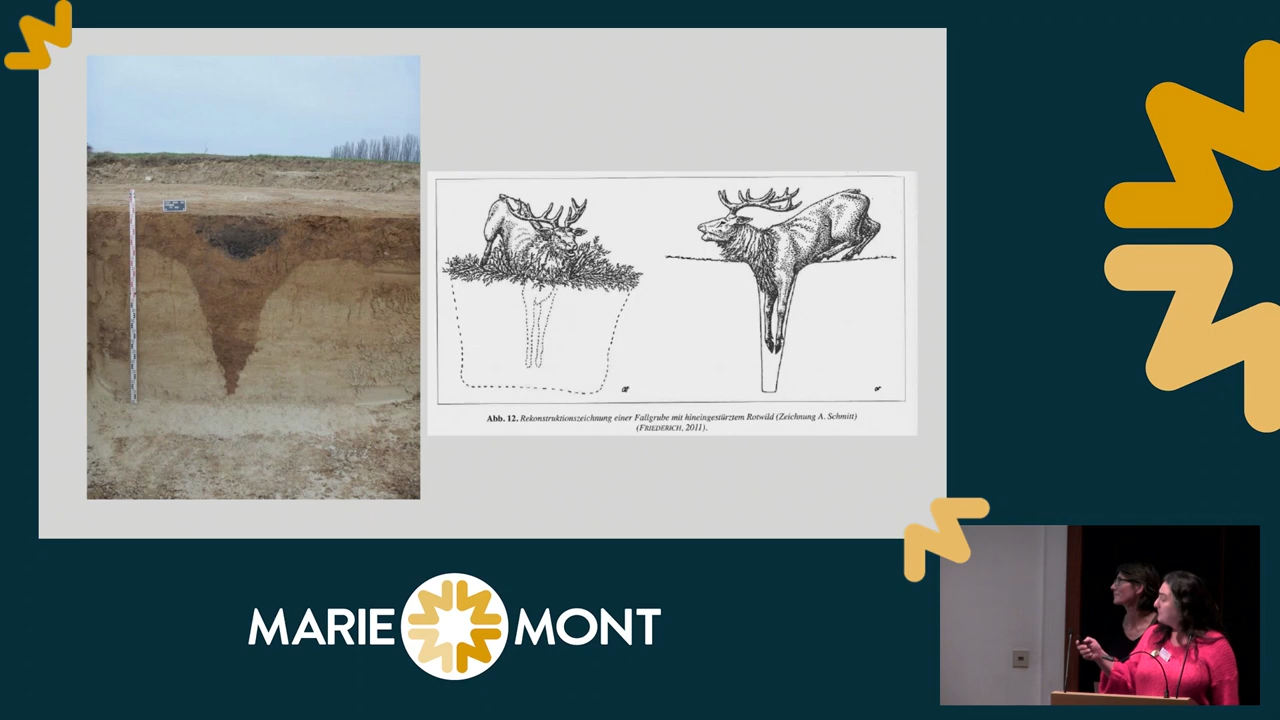 Abb. 12. Rekonstruktionszeichnung einer Fallgrube mit hineingestürztem Rotwild (Zeichnung A. Schmitt)
(FRIEDERICH, 2011).
MARIE MONT